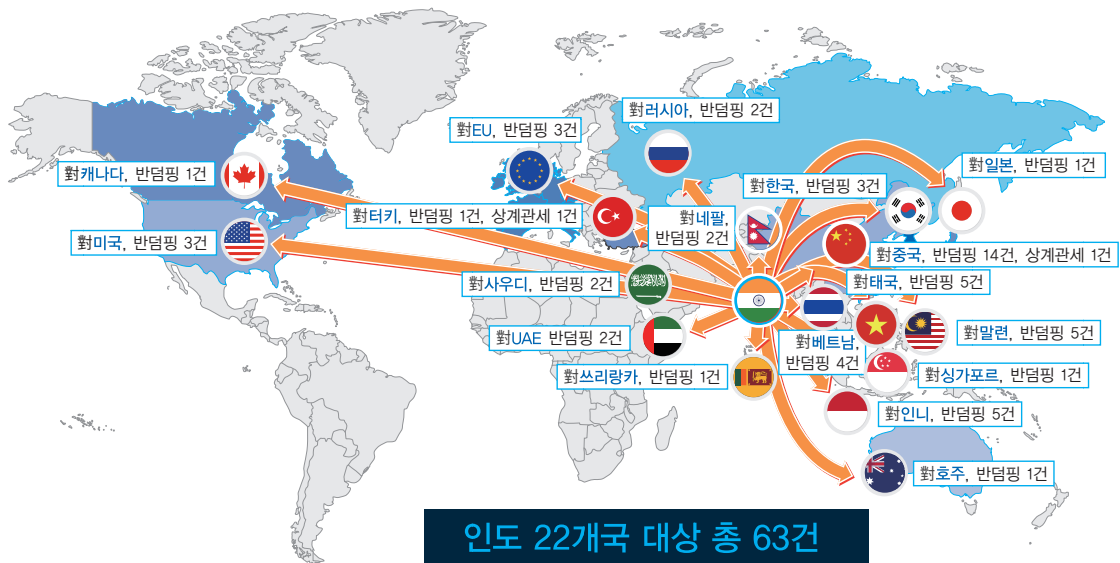 對러시아, 반덤핑 2건
對EU, 반덤핑 3건
對일본, 반덤핑 1건
對캐나다, 반덤핑 1건
對한국, 반덤핑 3건
對터키, 반덤핑 1건, 상계관세 1건
對네팔,
반덤핑 2건
對미국, 반덤핑 3건
對중국, 반덤핑 14건, 상계관세 1건
對사우디, 반덤핑 2건
對태국, 반덤핑 5건
對UAE 반덤핑 2건
對말련, 반덤핑 5건
對베트남,
반덤핑 4건
對쓰리랑카, 반덤핑 1건
對싱가포르, 반덤핑 1건
對인니, 반덤핑 5건
對호주, 반덤핑 1건
인도 22개국 대상 총 63건